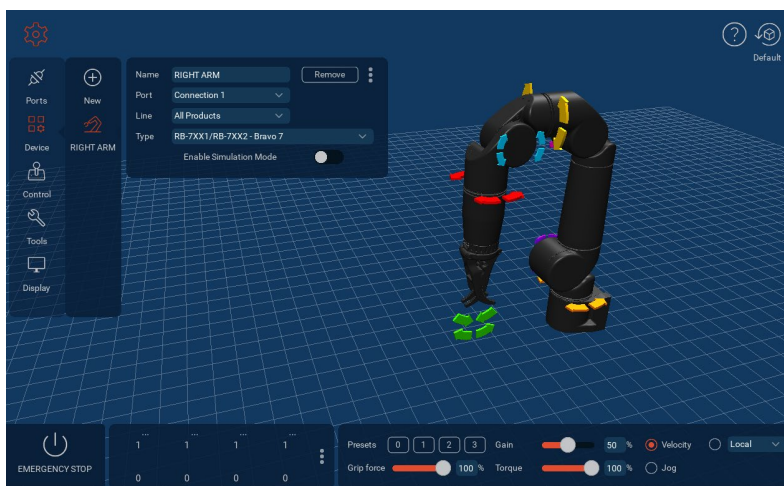 ?
Default
Ports
New
Device
RIGHT ARM
Control
Tools
Display
Name RIGHT ARM Remove
Port Connection 1
Line All Products
Type RB-7XX1/RB-7XX2 - Bravo 7
Enable Simulation Mode
EMERGENCY STOP
... ... ... ...
1 1 1 1
0 0 0 0
Presets 0 1 2 3 Gain 50 % Velocity Local
Grip force 100 % Torque 100 % Jog